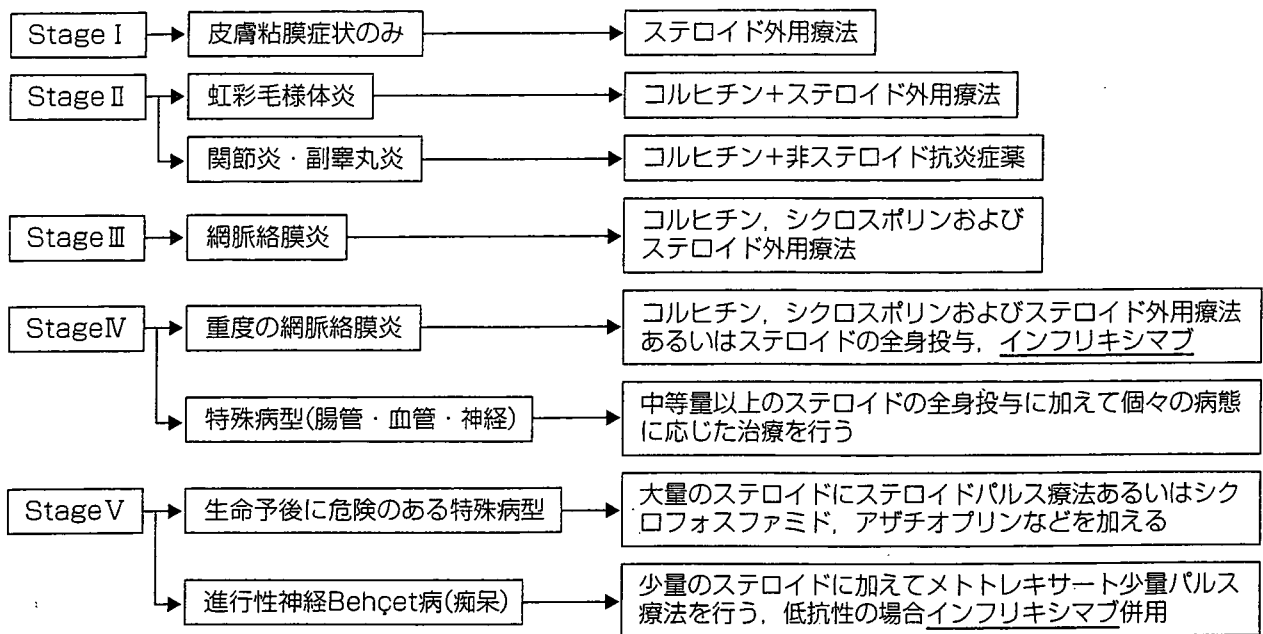 Stage Ⅰ
皮膚粘膜症状のみ
ステロイド外用療法
Stage Ⅱ
虹彩毛様体炎
コルヒチン+ステロイド外用療法
関節炎・副睾丸炎
コルヒチン+非ステロイド抗炎症薬
Stage Ⅲ
網脈絡膜炎
コルヒチン，シクロスポリンおよび
ステロイド外用療法
Stage Ⅳ
重度の網脈絡膜炎
コルヒチン，シクロスポリンおよびステロイド外用療法
あるいはステロイドの全身投与，インフリキシマブ
特殊病型(腸管・血管・神経)
中等量以上のステロイドの全身投与に加えて個々の病態
に応じた治療を行う
Stage Ⅴ
生命予後に危険のある特殊病型
大量のステロイドにステロイドパルス療法あるいはシク
ロフォスファミド，アザチオプリンなどを加える
進行性神経Behçet病(痴呆)
少量のステロイドに加えてメトトレキサート少量パルス
療法を行う，低抗性の場合インフリキシマブ併用